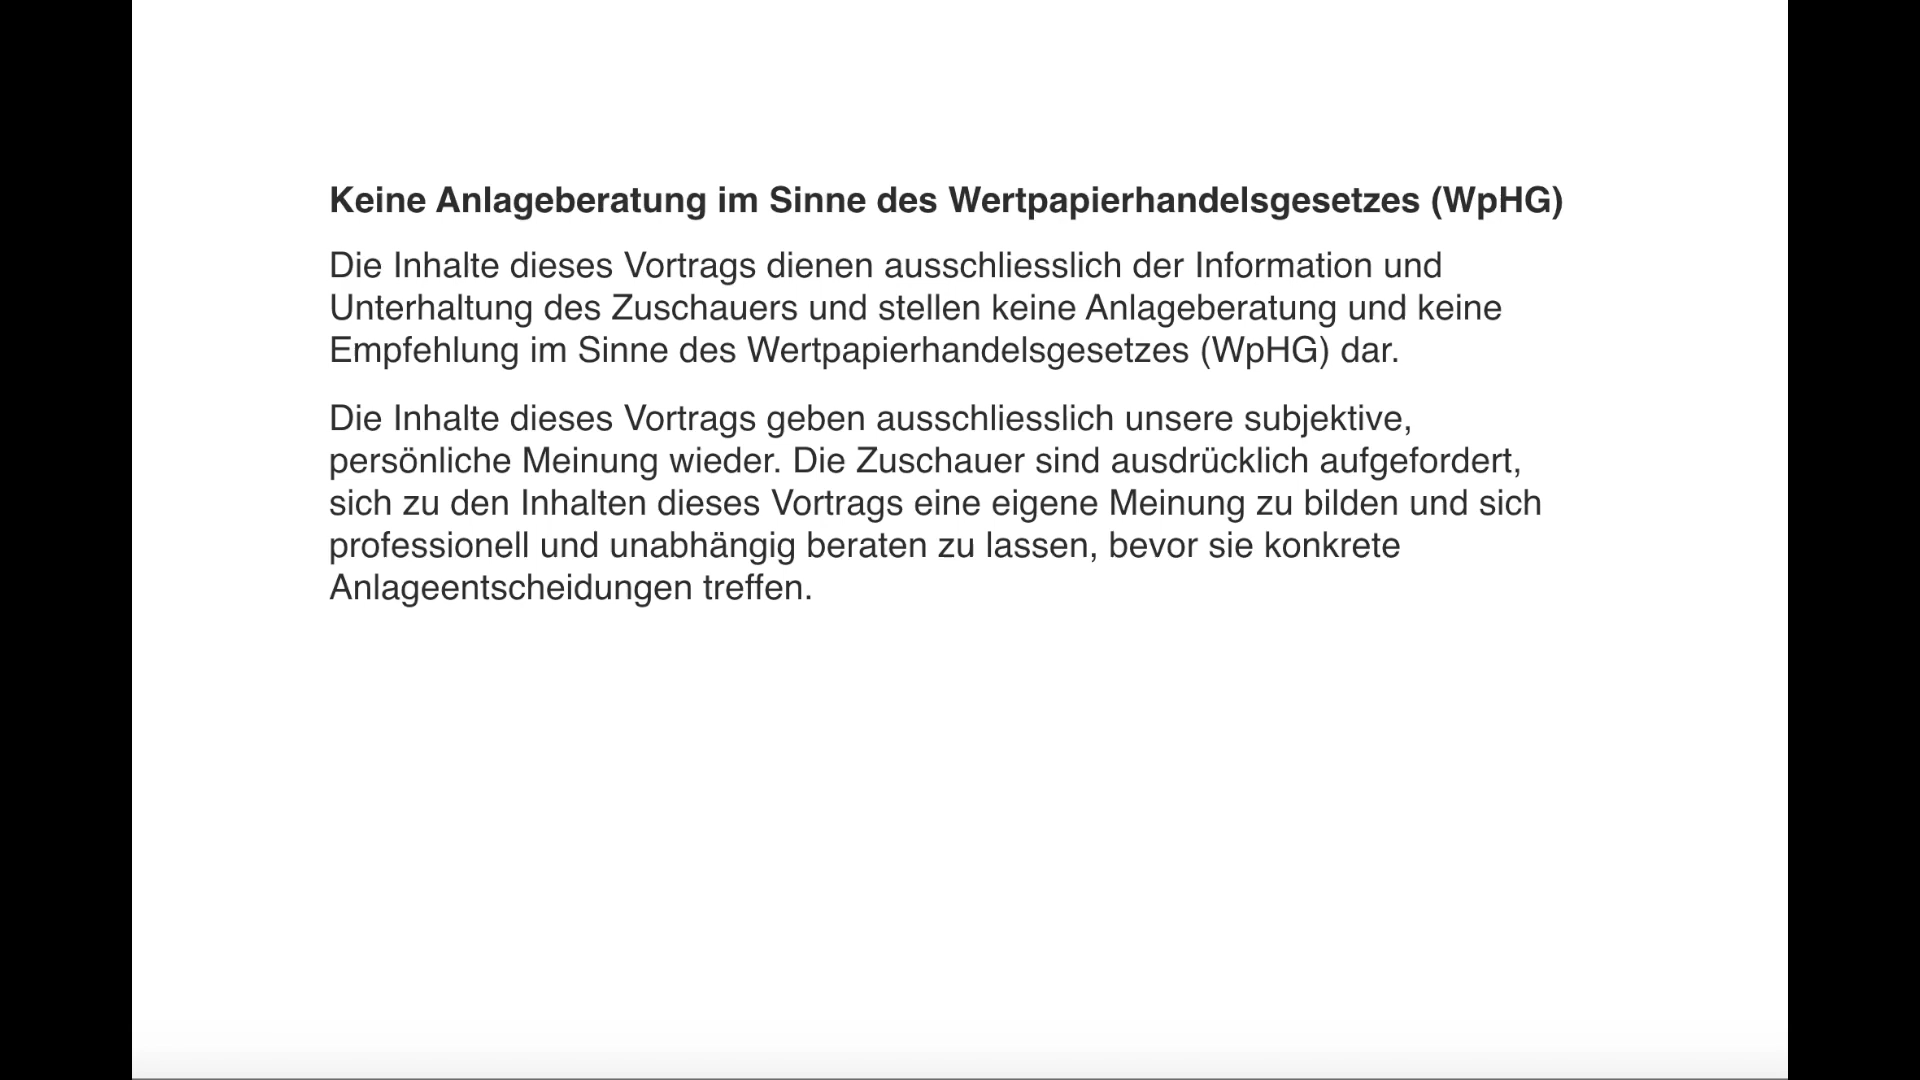 Keine Anlageberatung im Sinne des Wertpapierhandelsgesetzes (WpHG)
Die Inhalte dieses Vortrags dienen ausschliesslich der Information und
Unterhaltung des Zuschauers und stellen keine Anlageberatung und keine
Empfehlung im Sinne des Wertpapierhandelsgesetzes (WpHG) dar.
Die Inhalte dieses Vortrags geben ausschliesslich unsere subjektive,
persönliche Meinung wieder. Die Zuschauer sind ausdrücklich aufgefordert,
sich zu den Inhalten dieses Vortrags eine eigene Meinung zu bilden und sich
professionell und unabhängig beraten zu lassen, bevor sie konkrete
Anlageentscheidungen treffen.